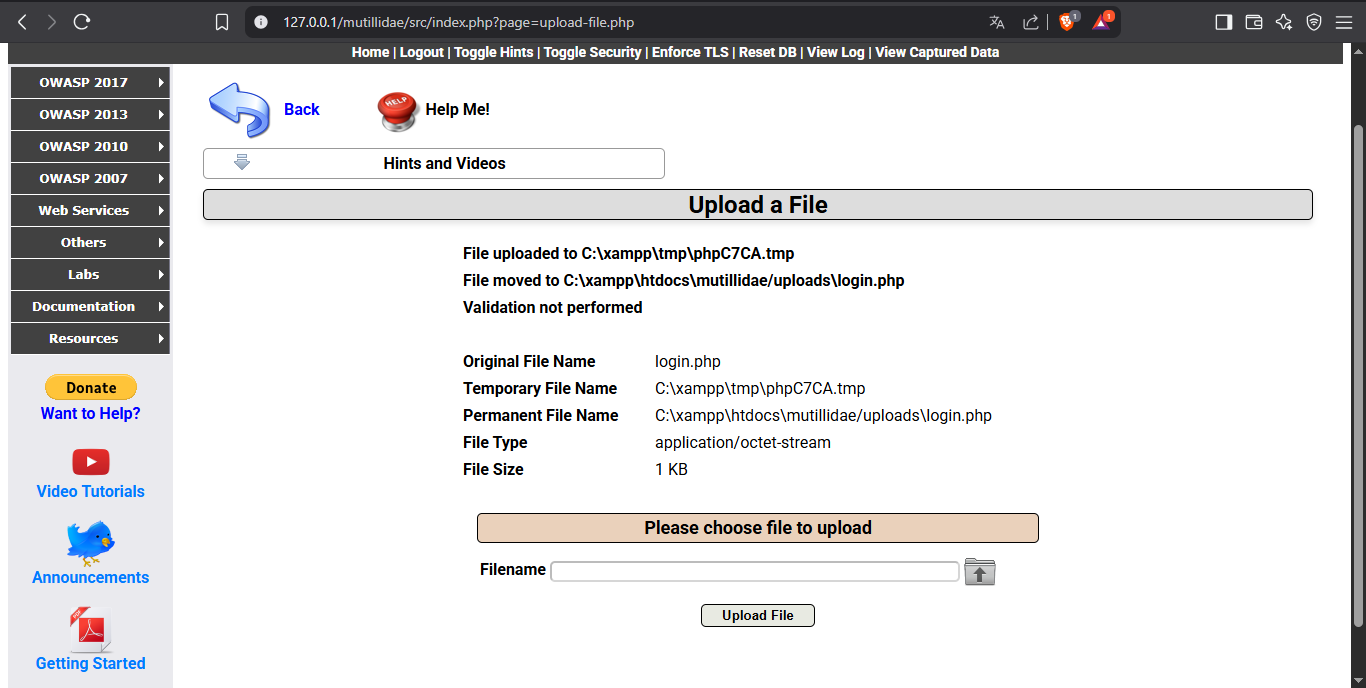 127.0.0.1/mutillidae/src/index.php?page=upload-file.php
1
1
Home | Logout | Toggle Hints | Toggle Security | Enforce TLS | Reset DB | View Log | View Captured Data
OWASP 2017
OWASP 2013
OWASP 2010
OWASP 2007
Web Services
Others
Labs
Documentation
Resources
Donate
Want to Help?
Video Tutorials
Announcements
PDF
Getting Started
Back
HELP
Help Me!
Hints and Videos
Upload a File
File uploaded to C:\xampp\tmp\phpC7CA.tmp
File moved to C:\xampp\htdocs\mutillidae/uploads\login.php
Validation not performed
Original File Name login.php
Temporary File Name C:\xampp\tmp\phpC7CA.tmp
Permanent File Name C:\xampp\htdocs\mutillidae/uploads\login.php
File Type application/octet-stream
File Size 1 KB
Please choose file to upload
Filename
Upload File